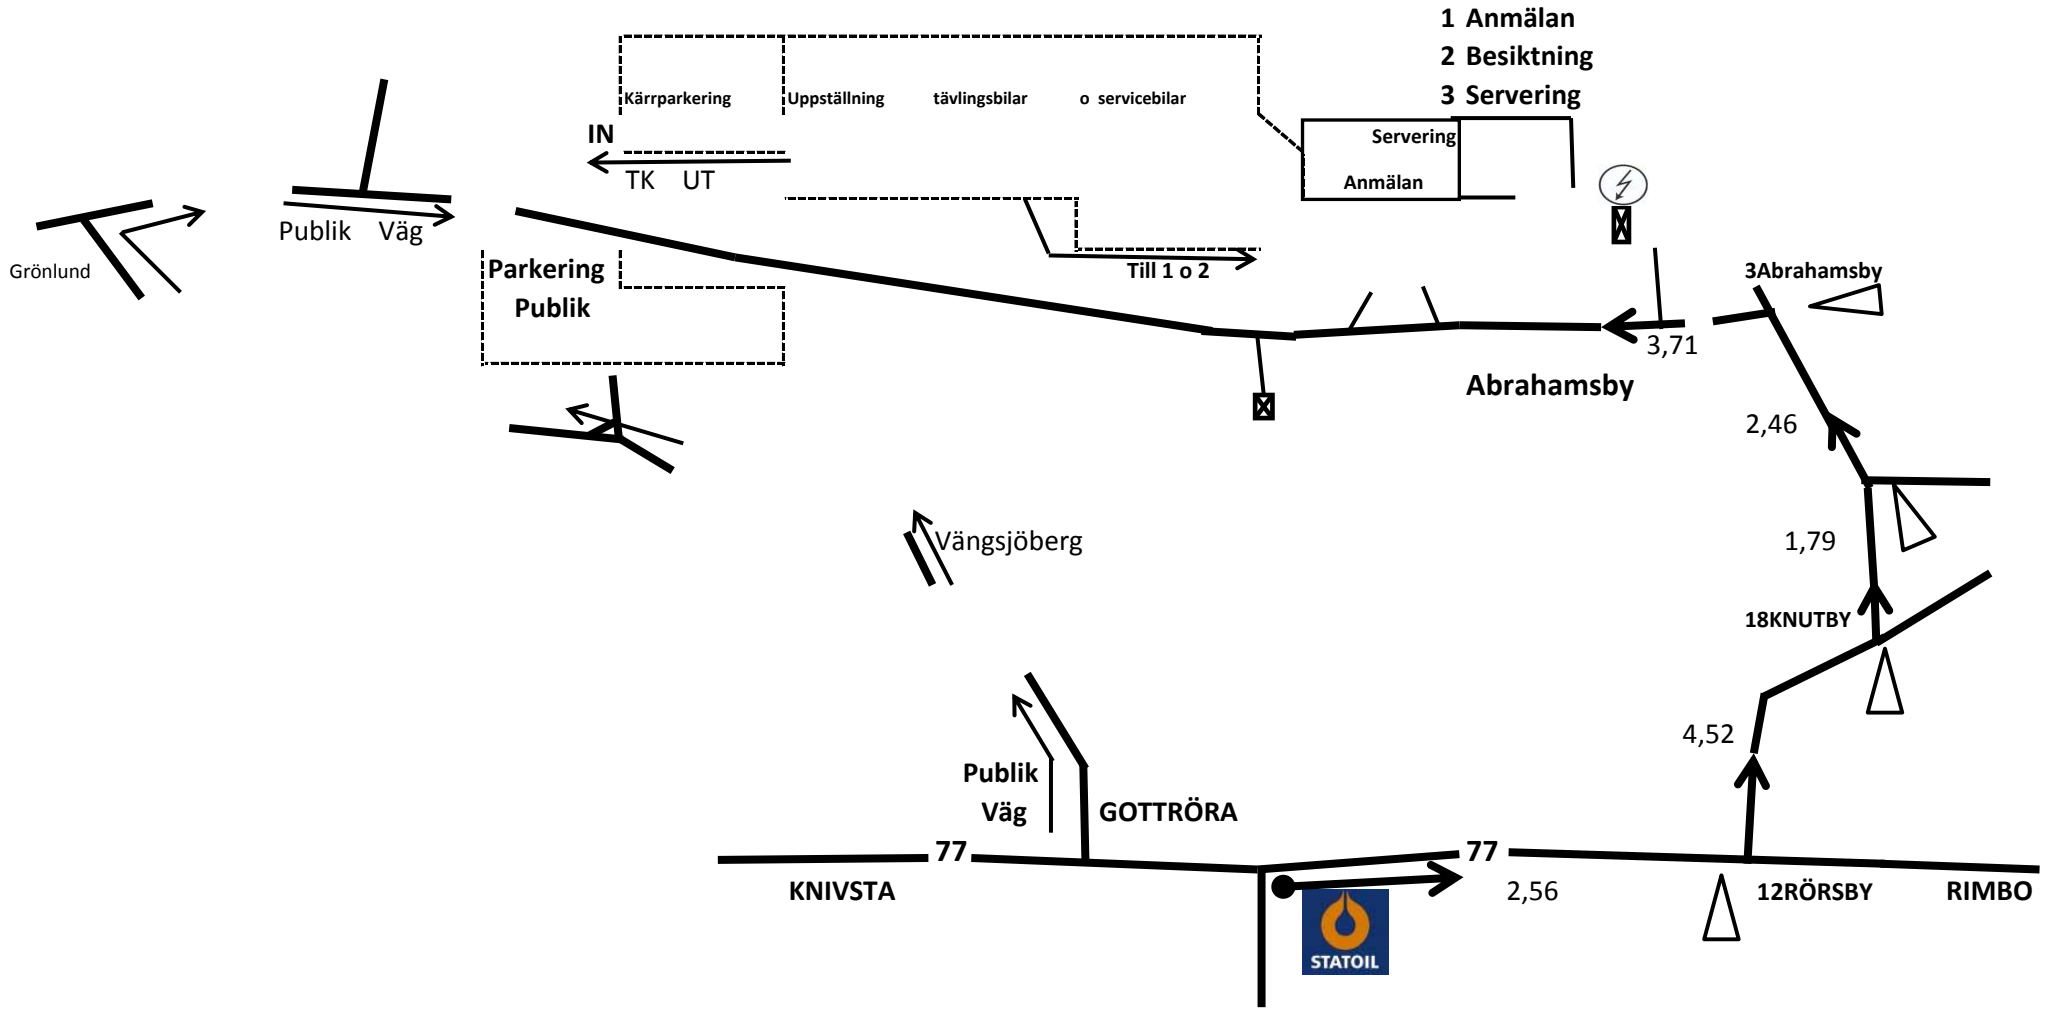 1 Anmälan
2 Besiktning
3 Servering
Kärrparkering Uppställning tävlingsbilar o servicebilar
IN
TK UT
Servering
Anmälan
Publik Väg
Grönlund
Parkering
Publik
Till 1 o 2
3Abrahamsby
3,71
Abrahamsby
2,46
Vängsjöberg
1,79
18KNUTBY
4,52
Publik
Väg
GOTTRÖRA
77
77
KNIVSTA
2,56
12RÖRSBY
RIMBO
STATOIL